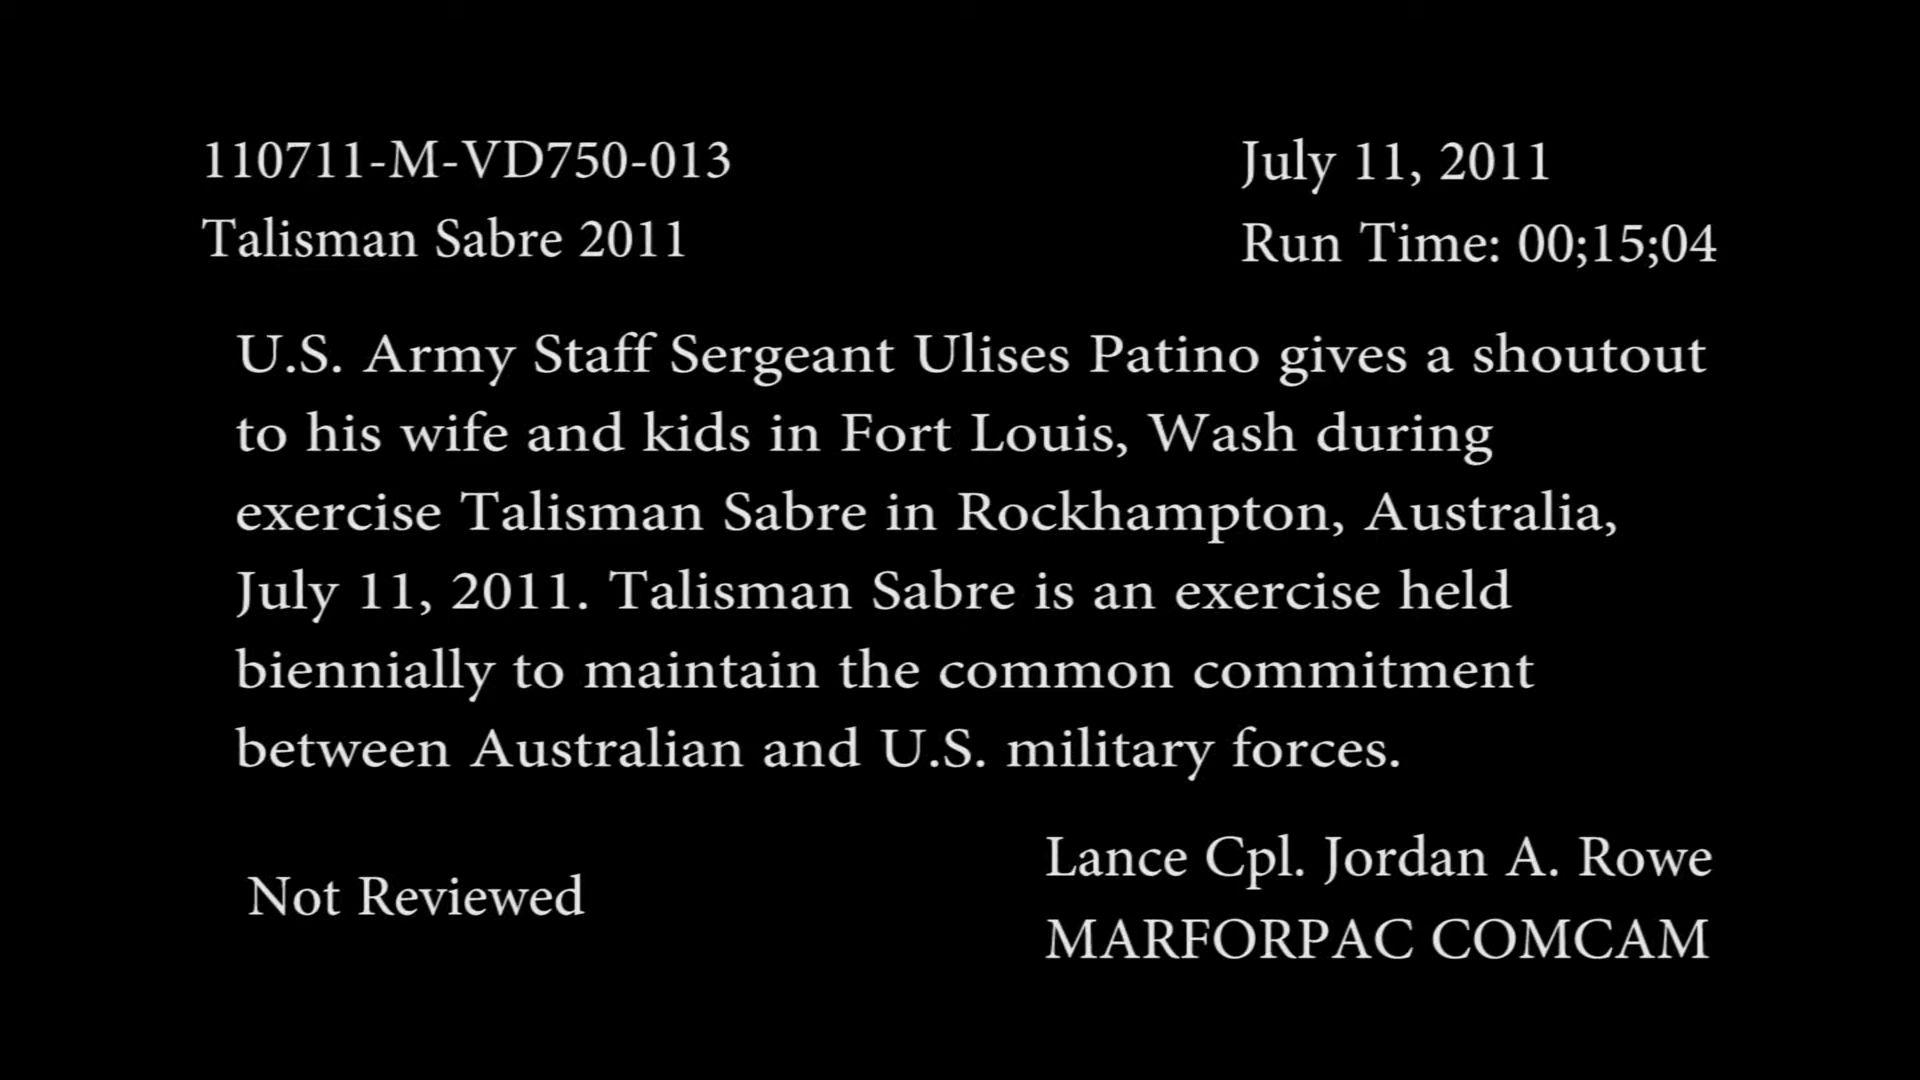 110711-M-VD750-013
July 11, 2011
Talisman Sabre 2011
Run Time: 00;15;04
U.S. Army Staff Sergeant Ulises Patino gives a shoutout
to his wife and kids in Fort Louis, Wash during
exercise Talisman Sabre in Rockhampton, Australia,
July 11, 2011. Talisman Sabre is an exercise held
biennially to maintain the common commitment
between Australian and U.S. military forces.
Not Reviewed
Lance Cpl. Jordan A. Rowe
MARFORPAC COMCAM